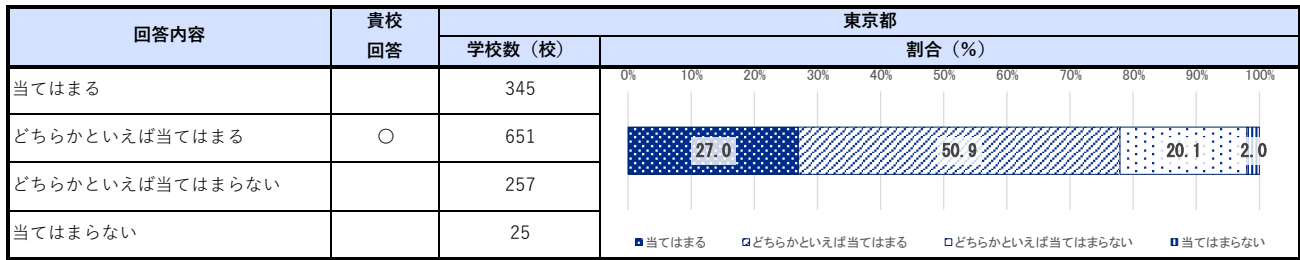 回答内容
貴校
回答
東京都
学校数（校）
割合（%）
当てはまる
345
どちらかといえば当てはまる
○
651
どちらかといえば当てはまらない
257
当てはまらない
25
0% 10% 20% 30% 40% 50% 60% 70% 80% 90% 100%
27.0 50.9 20.1 2.0
当てはまる どちらかといえば当てはまる どちらかといえば当てはまらない 当てはまらない